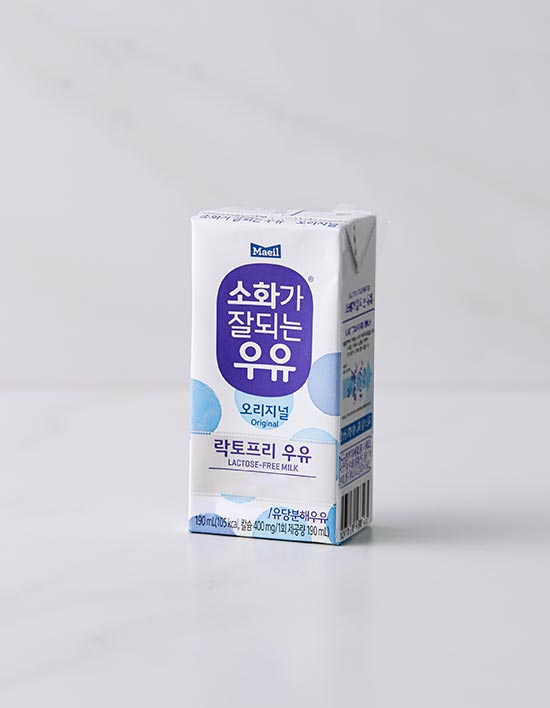 Maeil
®
소화가
잘되는
우유
오리지널
Original
락토프리 우유
LACTOSE-FREE MILK
/유당분해우유
190 mL(105 kcal, 칼슘 400 mg/1회 제공량 190 mL)